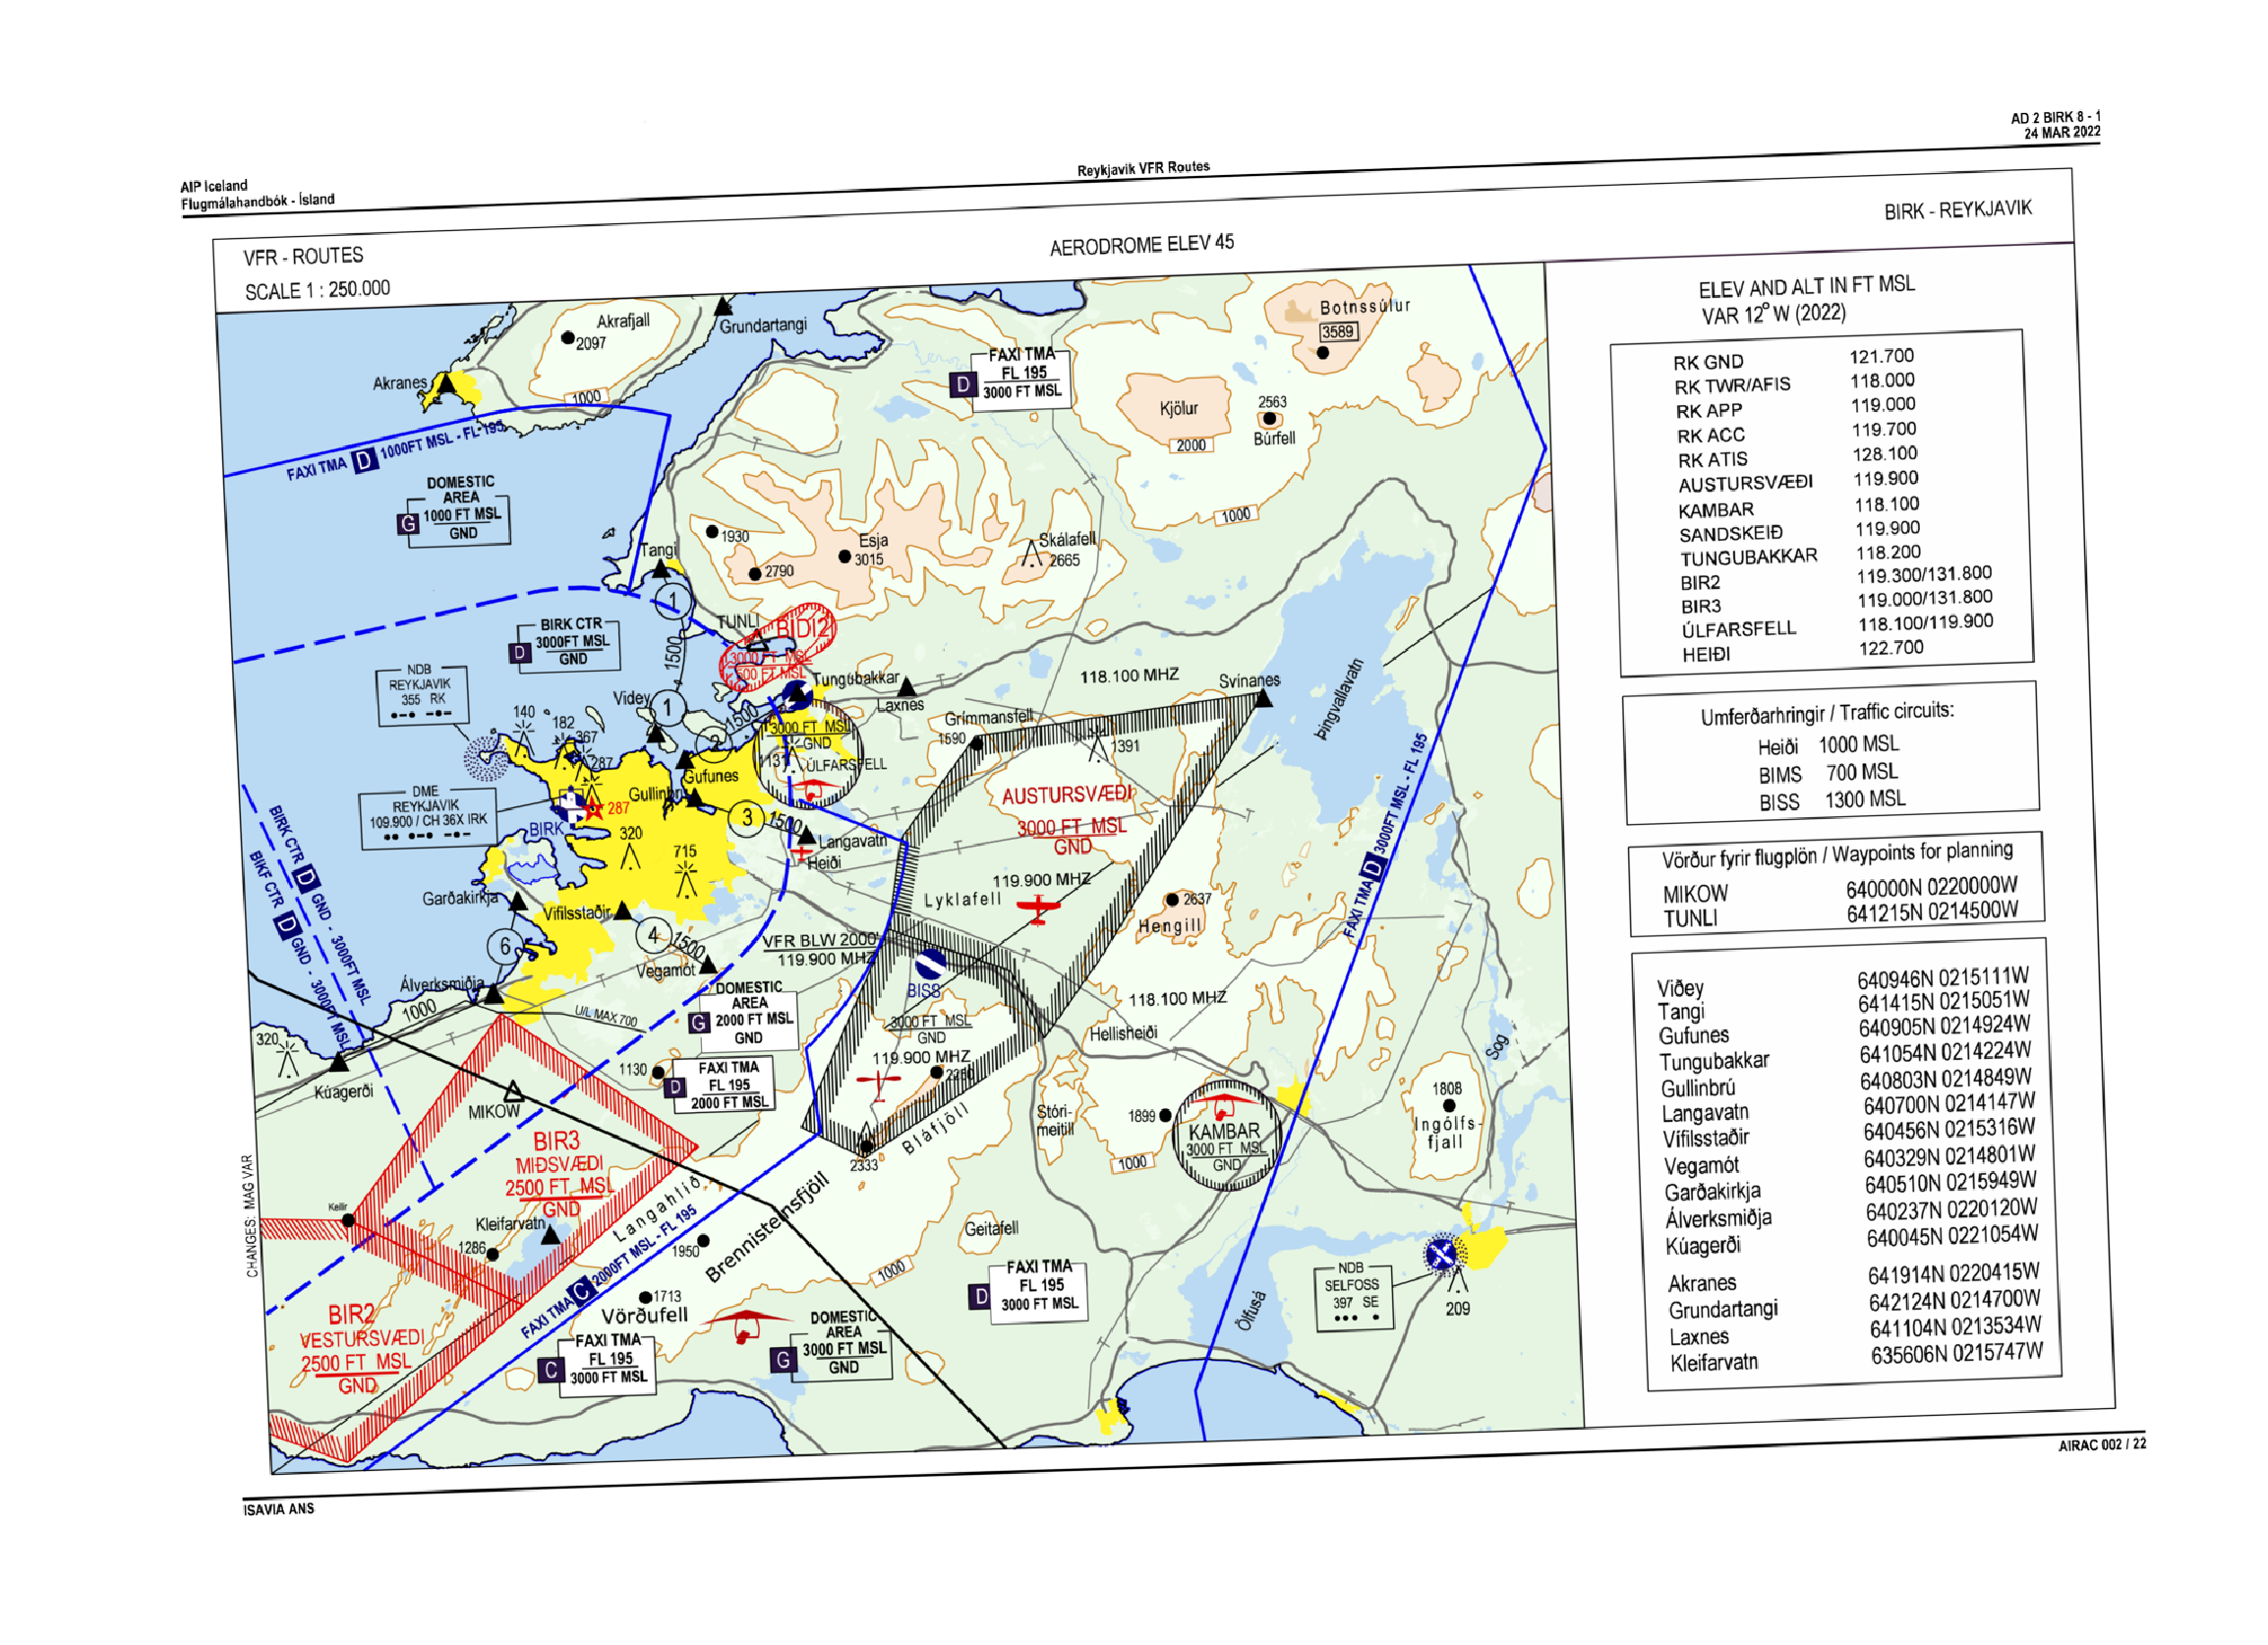 AD 2 BIRK 8 - 1
24 MAR 2022
AIP Iceland
Flugmálahandbók - Ísland
Reykjavik VFR Routes
VFR - ROUTES
SCALE 1 : 250.000
AERODROME ELEV 45
BIRK - REYKJAVIK
Akrafjall
2097
Grundartangi
Akranes
1000
FAXI TMA D 1000FT MSL - FL 195
FAXI TMA
FL 195
D 3000 FT MSL
Botnssúlur
3589
Kjölur
2000
2563
Búrfell
1000
DOMESTIC
AREA
G 1000 FT MSL
GND
1930
2790
Esja
3015
Skálafell
2665
Tangi
1
1500
TUNLI
BIDI2
3000 FT MSL
500 FT MSL
BIRK CTR
D 3000FT MSL
GND
NDB
REYKJAVIK
355 RK
Tungubakkar
Laxnes
118.100 MHZ
Svinanes
Þingvallavatn
Videy
1
1500
2
140
182
367
287
Gufunes
3000 FT MSL
GND
1131
ÚLFARSFELL
Grímmansfell
1590
1391
DME
REYKJAVIK
109.900 / CH 36X IRK
BIRK
287
Gullinbrú
3
1500
Langavatn
Heiði
320
715
AUSTURSVÆÐI
3000 FT MSL
GND
119.900 MHZ
Lyklafell
FAXI TMA D 3000FT MSL - FL 195
BIRK CTR D GND - 3000FT MSL
BIKF CTR D GND - 3000FT MSL
Garðakirkja
Vífilsstaðir
4
1500
Vegamót
6
VFR BLW 2000'
119.900 MHZ
BISS
2637
Hengill
118.100 MHZ
Hellisheiði
Álverksmiðja
1000
U/L MAX 700
DOMESTIC
AREA
G 2000 FT MSL
GND
3000 FT MSL
GND
119.900 MHZ
320
Kúagerði
MIKOW
1130
FAXI TMA
D FL 195
2000 FT MSL
Bláfjöll
2333
Stóri-
meitill
1899
1000
KAMBAR
3000 FT MSL
GND
1808
Ingólfs-
fjall
Sog
BIR3
MIÐSVÆÐI
2500 FT MSL
GND
Keilir
Kleifarvatn
1286
Langahlið
1950
Brennisteinsfjöll
1000
Geitafell
FAXI TMA C 2000FT MSL - FL 195
BIR2
VESTURSVÆÐI
2500 FT MSL
GND
1713
Vörðufell
FAXI TMA
FL 195
C 3000 FT MSL
DOMESTIC
AREA
G 3000 FT MSL
GND
FAXI TMA
D FL 195
3000 FT MSL
Ölfusá
NDB
SELFOSS
397 SE
209
ELEV AND ALT IN FT MSL
VAR 12° W (2022)
RK GND 121.700
RK TWR/AFIS 118.000
RK APP 119.000
RK ACC 119.700
RK ATIS 128.100
AUSTURSVÆÐI 119.900
KAMBAR 118.100
SANDSKEIÐ 119.900
TUNGUBAKKAR 118.200
BIR2 119.300/131.800
BIR3 119.000/131.800
ÚLFARSFELL 118.100/119.900
HEIÐI 122.700
Umferðarhringir / Traffic circuits:
Heiði 1000 MSL
BIMS 700 MSL
BISS 1300 MSL
Vörður fyrir flugplön / Waypoints for planning
MIKOW 640000N 0220000W
TUNLI 641215N 0214500W
Viðey 640946N 0215111W
Tangi 641415N 0215051W
Gufunes 640905N 0214924W
Tungubakkar 641054N 0214224W
Gullinbrú 640803N 0214849W
Langavatn 640700N 0214147W
Vífilsstaðir 640456N 0215316W
Vegamót 640329N 0214801W
Garðakirkja 640510N 0215949W
Álverksmiðja 640237N 0220120W
Kúagerði 640045N 0221054W
Akranes 641914N 0220415W
Grundartangi 642124N 0214700W
Laxnes 641104N 0213534W
Kleifarvatn 635606N 0215747W
CHANGES: MAG VAR
ISAVIA ANS
AIRAC 002 / 22